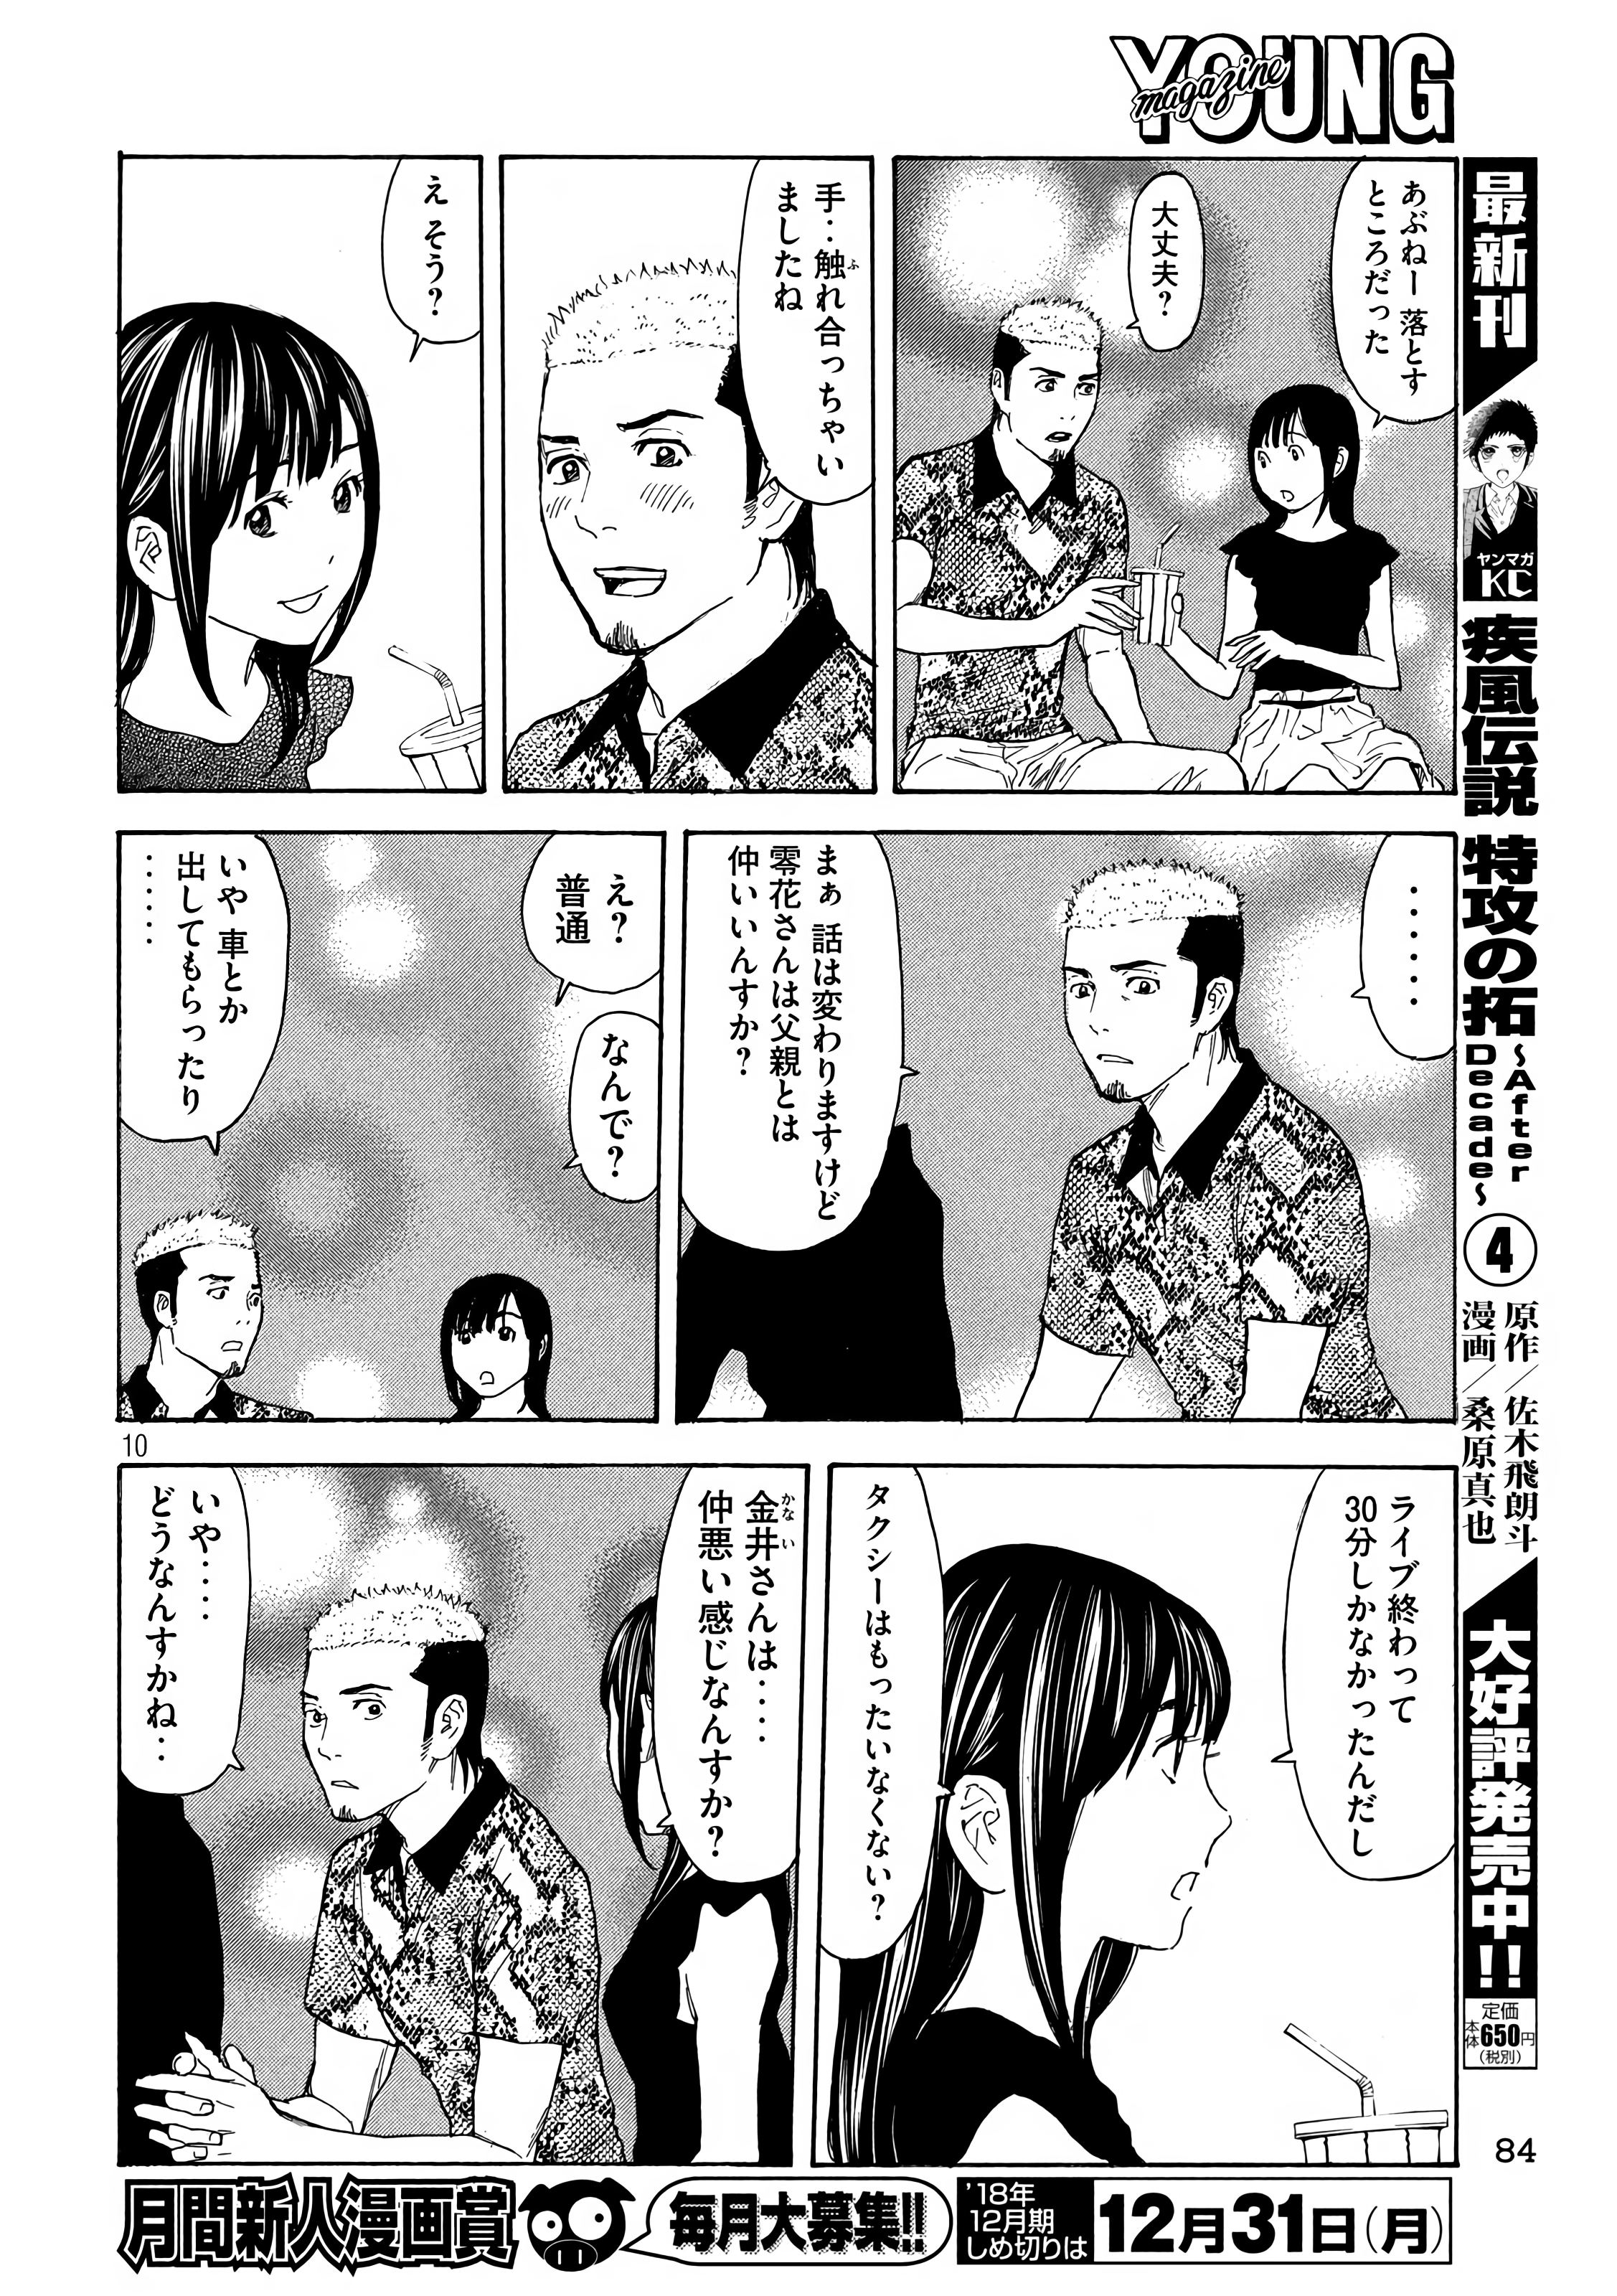 YOUNG
magazine
あぶねー 落とす
ところだった
大丈夫?
手‥触れ合っちゃい
ふ
ましたね
え そう?
・・・・・・
まぁ 話は変わりますけど
零花さんは父親とは
仲いいんすか?
え?
普通
なんで?
いや 車とか
出してもらったり
・・・・・・
10
ライブ終わって
30分しかなかったんだし
タクシーはもったいなくない?
金井さんは‥‥
かな い
仲悪い感じなんすか?
いや‥‥
どうなんすかね‥
最新刊
ヤンマガ
KC
疾風伝説 特攻の拓
~After
Decade~
4
原作/佐木飛朗斗
漫画/桑原真也
大好評発売中!!
定価
本体650円
(税別)
84
月間新人漫画賞
毎月大募集!!
'18年
12月期
しめ切りは
12月31日(月)